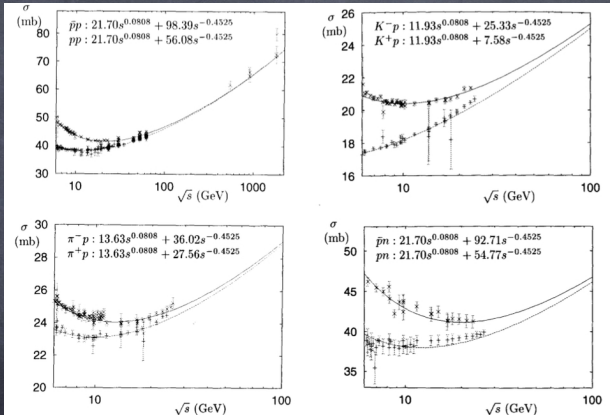 σ
(mb)
p̄p : 21.70s^0.0808 + 98.39s^−0.4525
pp : 21.70s^0.0808 + 56.08s^−0.4525
80
70
60
50
40
30
10
100
1000
√s (GeV)
σ
(mb)
K⁻p : 11.93s^0.0808 + 25.33s^−0.4525
K⁺p : 11.93s^0.0808 + 7.58s^−0.4525
26
24
22
20
18
16
10
100
√s (GeV)
σ
(mb)
π⁻p : 13.63s^0.0808 + 36.02s^−0.4525
π⁺p : 13.63s^0.0808 + 27.56s^−0.4525
30
28
26
24
22
20
10
100
√s (GeV)
σ
(mb)
p̄n : 21.70s^0.0808 + 92.71s^−0.4525
pn : 21.70s^0.0808 + 54.77s^−0.4525
50
45
40
35
10
100
√s (GeV)